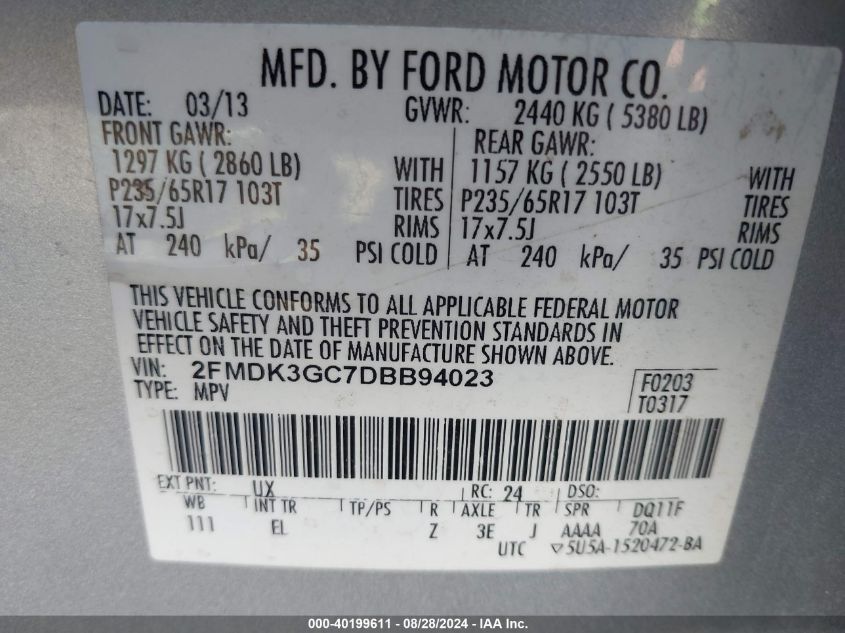 MFD. BY FORD MOTOR CO.
DATE: 03/13 GVWR: 2440 KG ( 5380 LB)
FRONT GAWR: REAR GAWR:
1297 KG ( 2860 LB) WITH 1157 KG ( 2550 LB) WITH
P235/65R17 103T TIRES P235/65R17 103T TIRES
17x7.5J RIMS 17x7.5J RIMS
AT 240 kPa/ 35 PSI COLD AT 240 kPa/ 35 PSI COLD
THIS VEHICLE CONFORMS TO ALL APPLICABLE FEDERAL MOTOR
VEHICLE SAFETY AND THEFT PREVENTION STANDARDS IN
EFFECT ON THE DATE OF MANUFACTURE SHOWN ABOVE.
VIN: 2FMDK3GC7DBB94023 F0203
TYPE: MPV T0317
EXT PNT: UX RC: 24 DSO:
WB INT TR TP/PS R AXLE TR SPR DQ11F
111 EL Z 3E J AAAA 70A
UTC ▽5U5A-1520472-BA
000-40199611 - 08/28/2024 - IAA Inc.